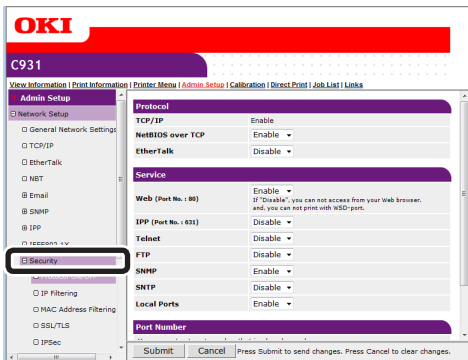 OKI
C931
View Information | Print Information | Printer Menu | Admin Setup | Calibration | Direct Print | Job List | Links
Admin Setup
Network Setup
General Network Settings
TCP/IP
EtherTalk
NBT
Email
SNMP
IPP
IEEE802.1X
Security
IP Filtering
MAC Address Filtering
SSL/TLS
IPSec
Protocol
TCP/IP Enable
NetBIOS over TCP Enable
EtherTalk Disable
Service
Web (Port No. : 80) Enable
If "Disable", you can not access from your Web browser.
and, you can not print with WSD-port.
IPP (Port No. : 631) Disable
Telnet Disable
FTP Disable
SNMP Enable
SNTP Disable
Local Ports Enable
Port Number
Submit Cancel Press Submit to send changes. Press Cancel to clear changes.